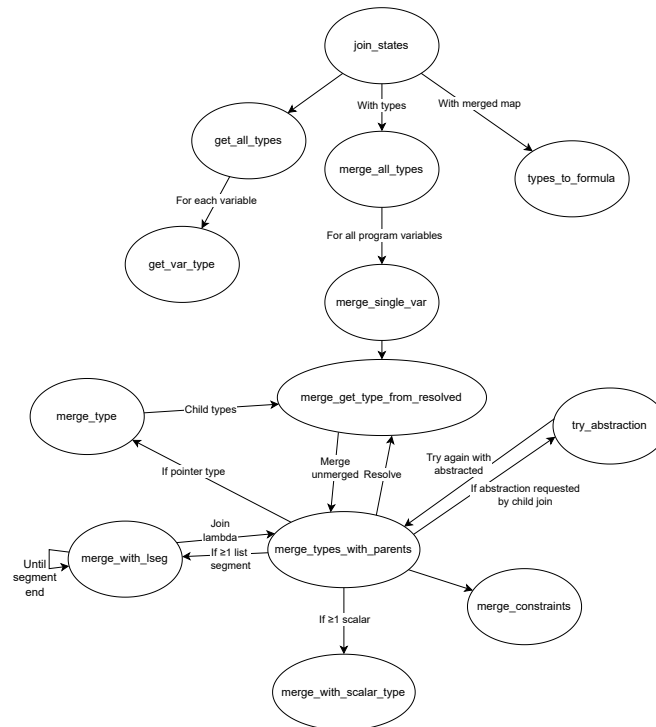 join_states
With types
With merged map
get_all_types
merge_all_types
types_to_formula
For each variable
For all program variables
get_var_type
merge_single_var
merge_get_type_from_resolved
merge_type
Child types
try_abstraction
Merge
unmerged
Resolve
Try again with
abstracted
If pointer type
If abstraction requested
by child join
Join
lambda
merge_with_lseg
If ≥1 list
segment
merge_types_with_parents
Until
segment
end
merge_constraints
If ≥1 scalar
merge_with_scalar_type